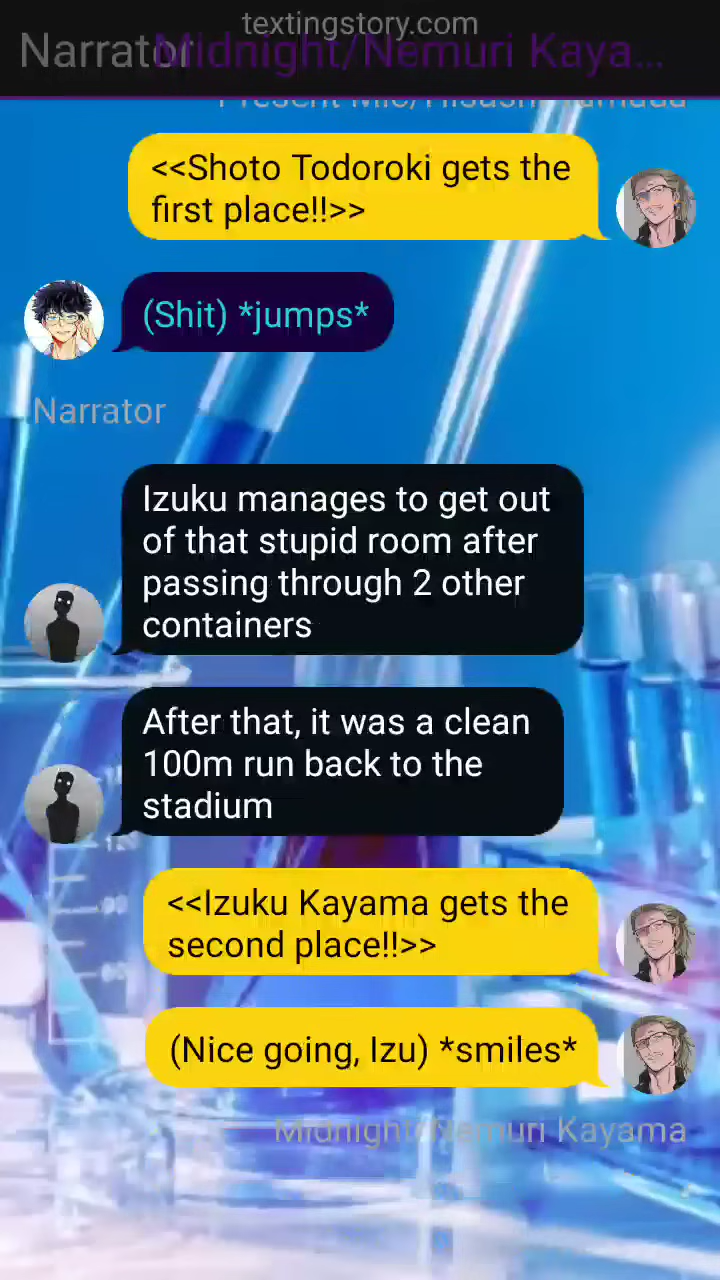 textingstory.com
Narrator
Midnight/Nemuri Kaya...
Present Mic/Hisashi Yamada
<<Shoto Todoroki gets the
first place!!>>
(Shit) *jumps*
Narrator
Izuku manages to get out
of that stupid room after
passing through 2 other
containers
After that, it was a clean
100m run back to the
stadium
<<Izuku Kayama gets the
second place!!>>
(Nice going, Izu) *smiles*
Midnight/Nemuri Kayama